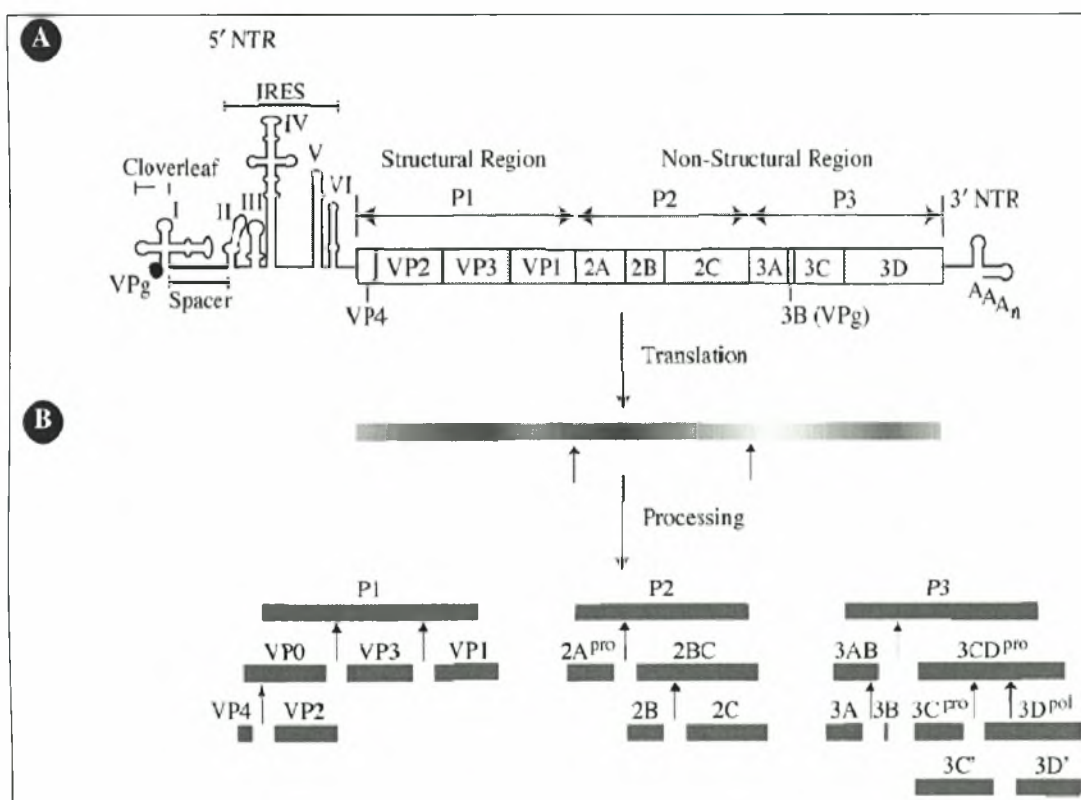 A
5′ NTR
IRES
IV
Cloverleaf
V
Structural Region
Non-Structural Region
I
II
III
VI
P1
P2
P3
3′ NTR
VP2
VP3
VP1
2A
2B
2C
3A
3C
3D
VPg
Spacer
VP4
3B (VPg)
AAAn
Translation
B
Processing
P1
P2
P3
VP0
VP3
VP1
2Apro
2BC
3AB
3CDpro
VP4
VP2
2B
2C
3A
3B
3Cpro
3Dpol
3C'
3D'